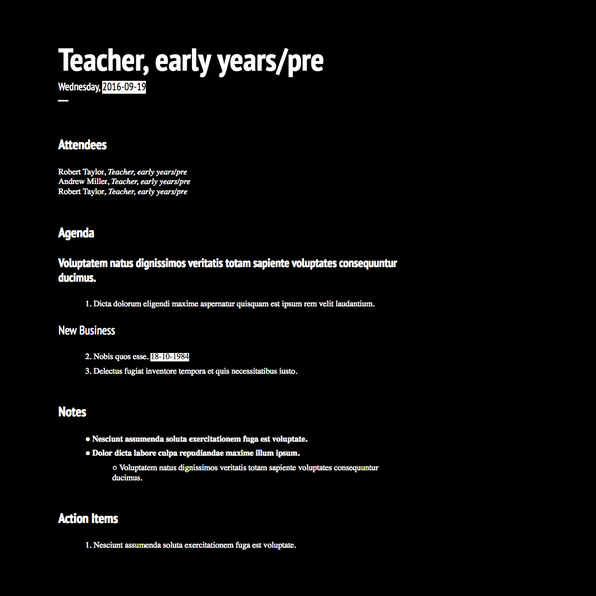 Teacher, early years/pre
Wednesday, 2016-09-19
Attendees
Robert Taylor, Teacher, early years/pre
Andrew Miller, Teacher, early years/pre
Robert Taylor, Teacher, early years/pre
Agenda
Voluptatem natus dignissimos veritatis totam sapiente voluptates consequuntur
ducimus.
1. Dicta dolorum eligendi maxime aspernatur quisquam est ipsum rem velit laudantium.
New Business
2. Nobis quos esse. 18-10-1984
3. Delectus fugiat inventore tempora et quis necessitatibus iusto.
Notes
● Nesciunt assumenda soluta exercitationem fuga est voluptate.
● Dolor dicta labore culpa repudiandae maxime illum ipsum.
○ Voluptatem natus dignissimos veritatis totam sapiente voluptates consequuntur
ducimus.
Action Items
1. Nesciunt assumenda soluta exercitationem fuga est voluptate.